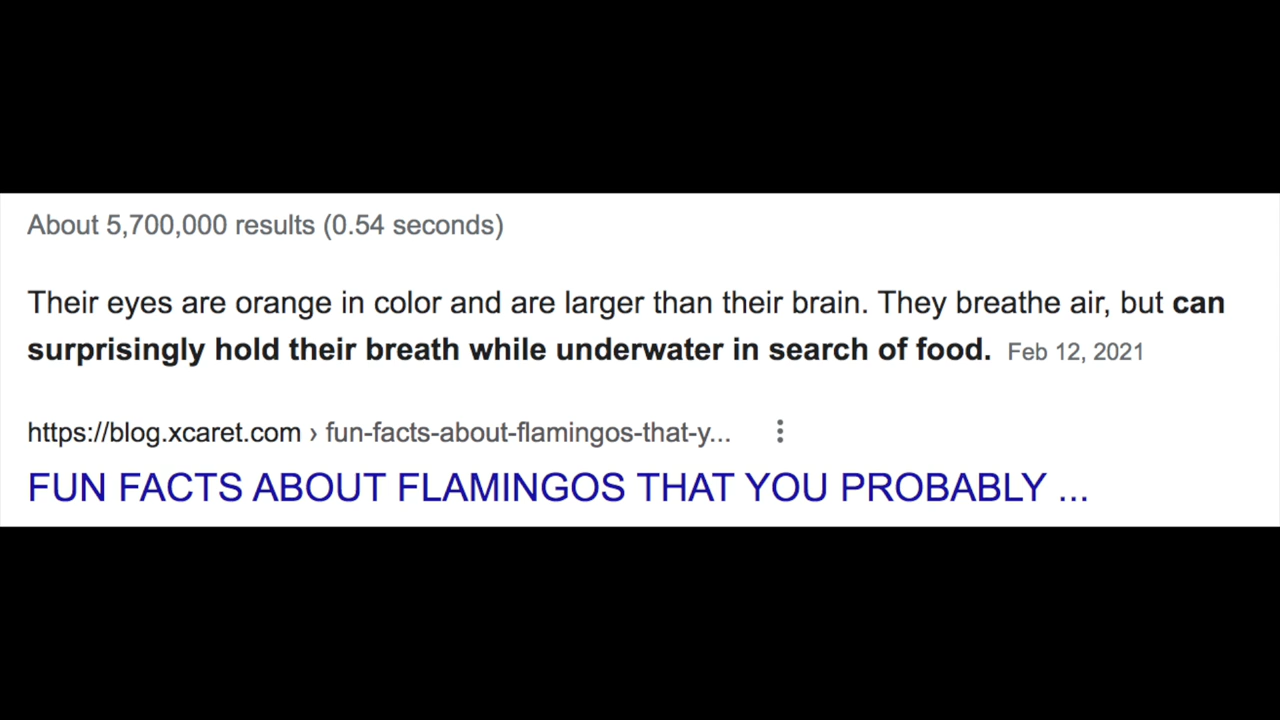 About 5,700,000 results (0.54 seconds)
Their eyes are orange in color and are larger than their brain. They breathe air, but can
surprisingly hold their breath while underwater in search of food. Feb 12, 2021
https://blog.xcaret.com › fun-facts-about-flamingos-that-y...
FUN FACTS ABOUT FLAMINGOS THAT YOU PROBABLY ...